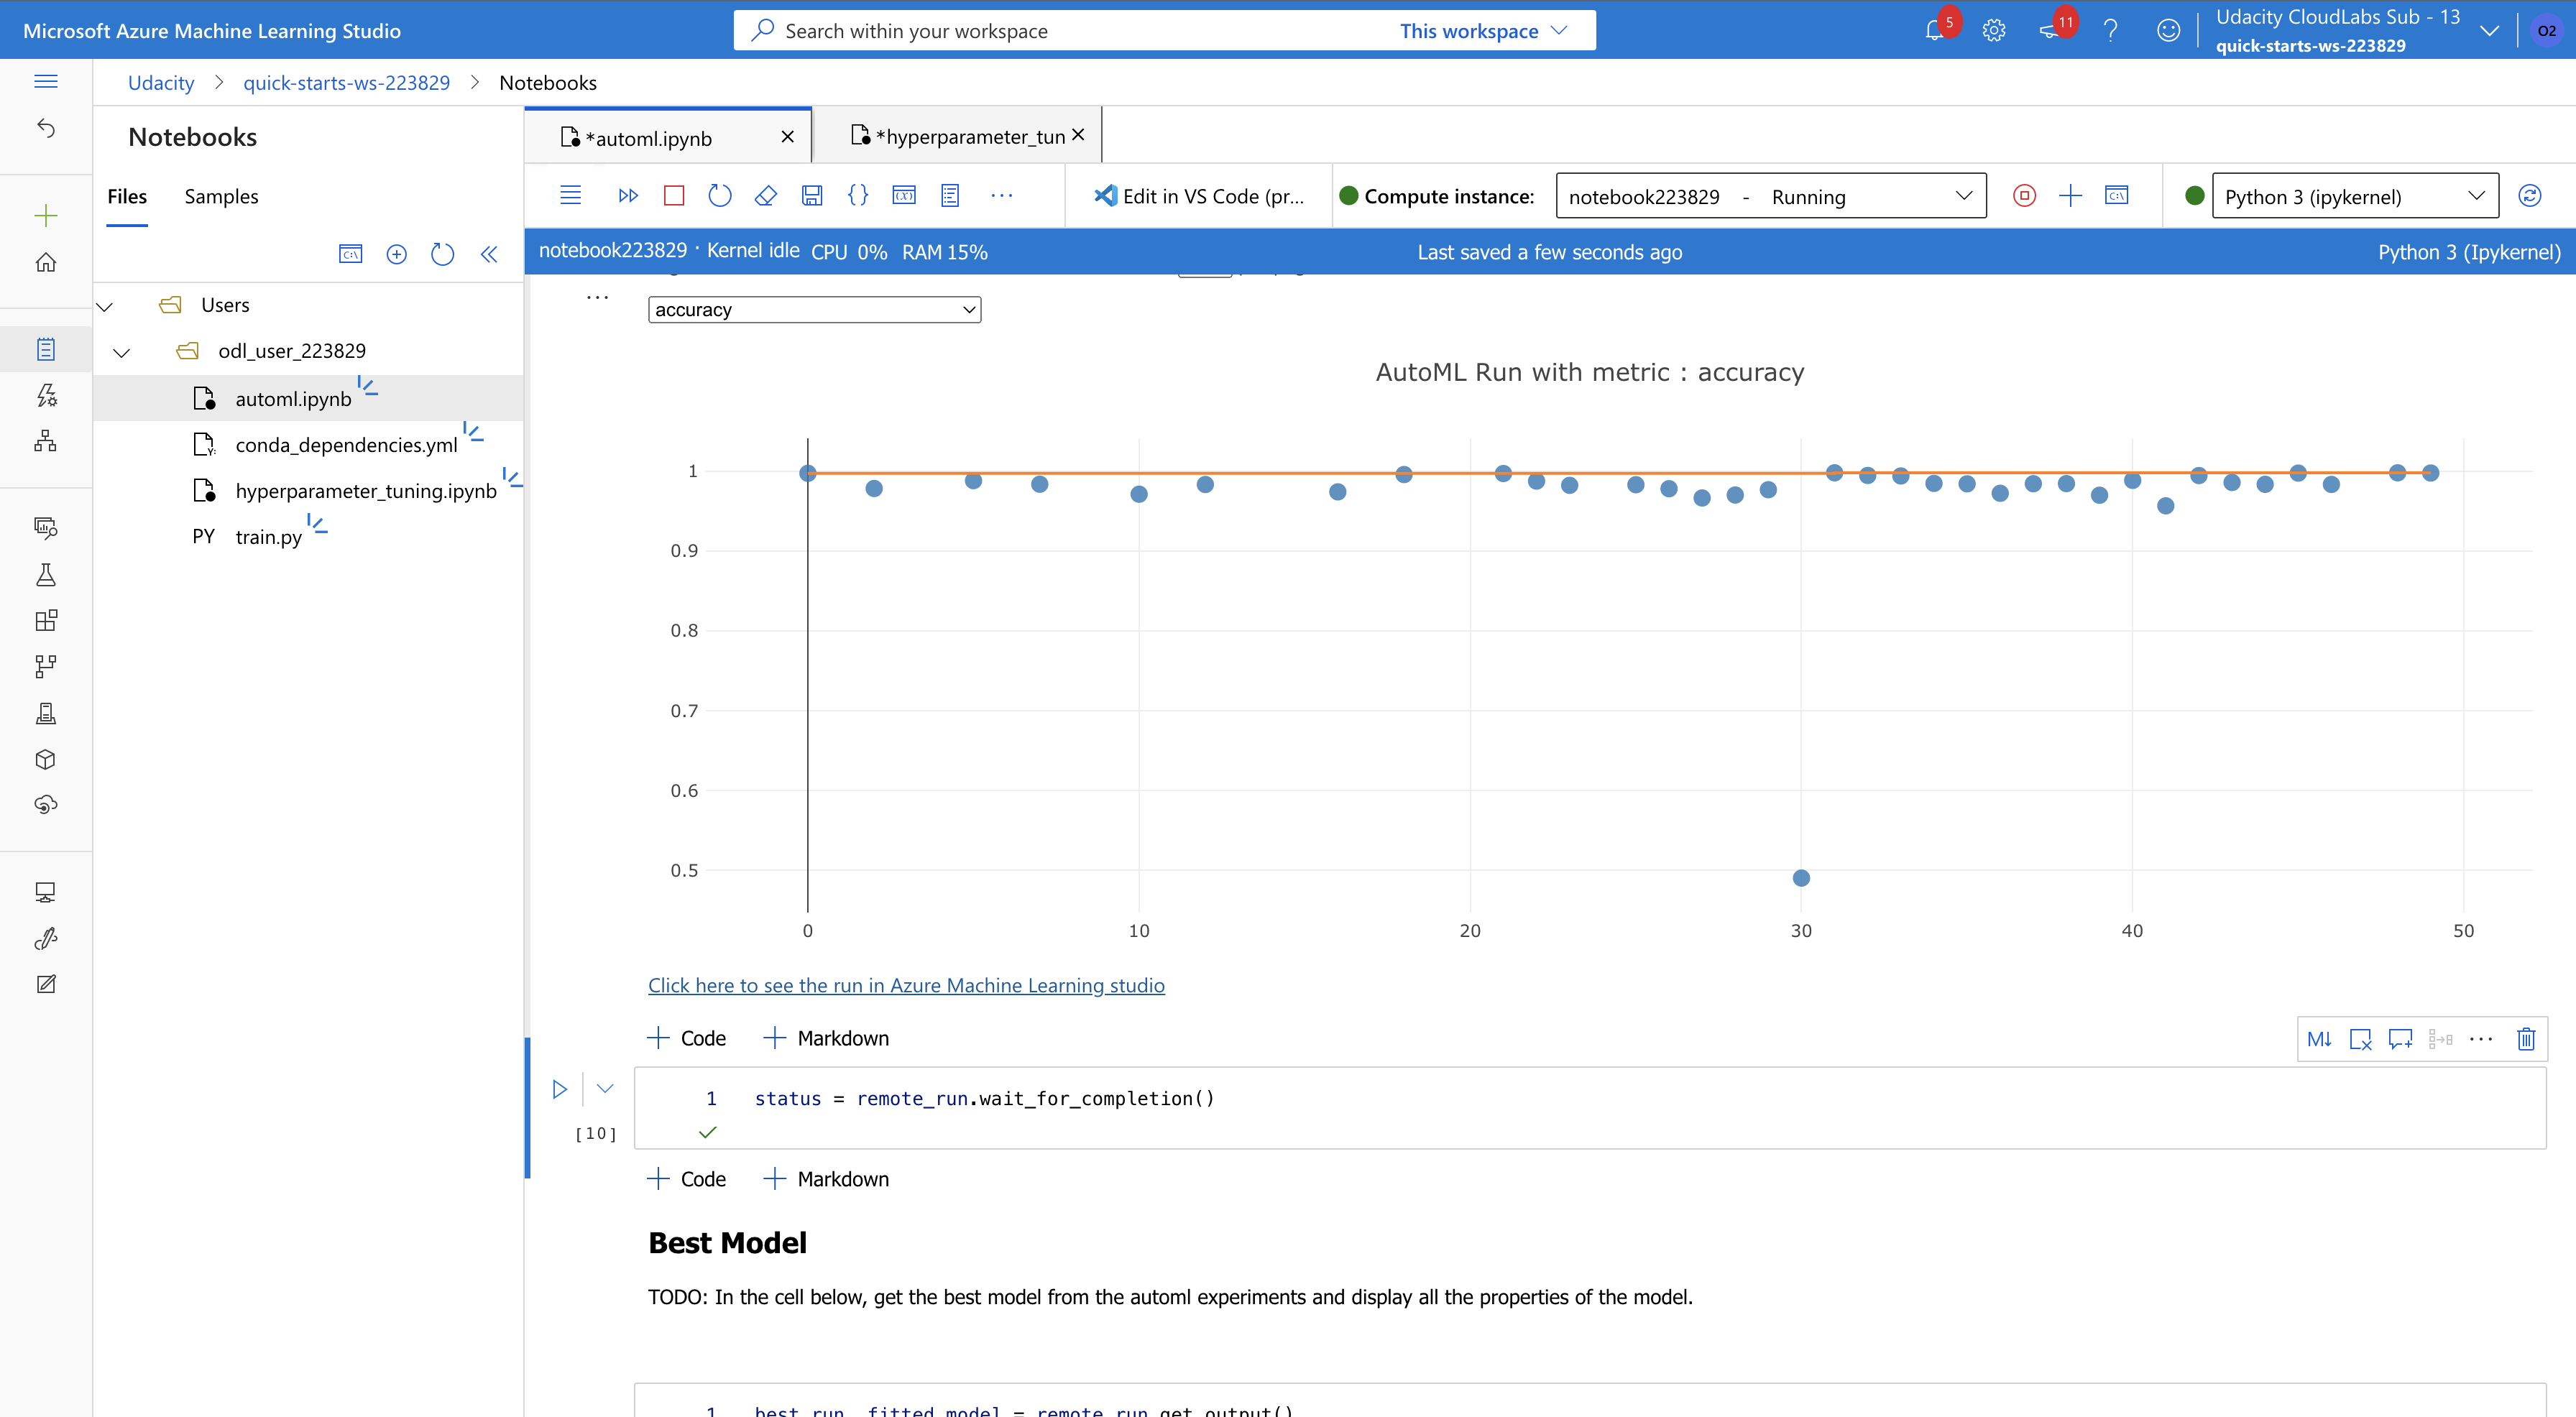 Microsoft Azure Machine Learning Studio
Search within your workspace
This workspace
5
11
Udacity CloudLabs Sub - 13
quick-starts-ws-223829
O2
Udacity > quick-starts-ws-223829 > Notebooks
Notebooks
Files Samples
Users
odl_user_223829
automl.ipynb
conda_dependencies.yml
hyperparameter_tuning.ipynb
PY train.py
*automl.ipynb
*hyperparameter_tun
Edit in VS Code (pr...
Compute instance:
notebook223829 - Running
Python 3 (ipykernel)
notebook223829 · Kernel idle CPU 0% RAM 15%
Last saved a few seconds ago
Python 3 (Ipykernel)
accuracy
AutoML Run with metric : accuracy
1
0.9
0.8
0.7
0.6
0.5
0 10 20 30 40 50
Click here to see the run in Azure Machine Learning studio
+ Code + Markdown
M↓
1 status = remote_run.wait_for_completion()
[10]
+ Code + Markdown
Best Model
TODO: In the cell below, get the best model from the automl experiments and display all the properties of the model.
1 best_run, fitted_model = remote_run.get_output()